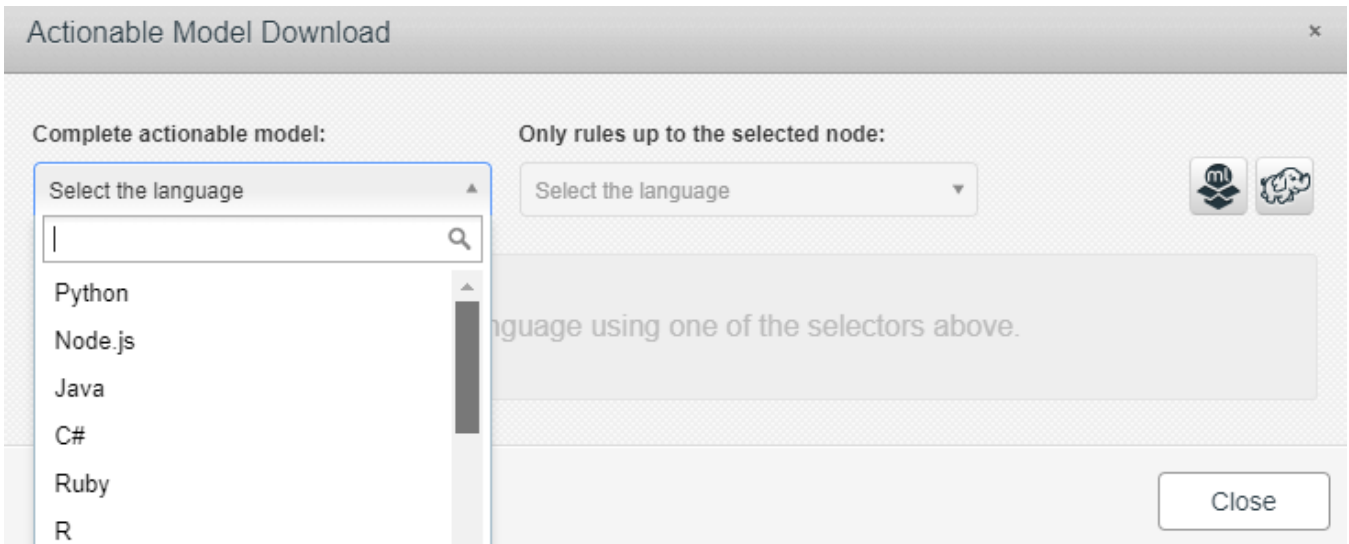 Actionable Model Download
×
Complete actionable model:
Only rules up to the selected node:
Select the language
Select the language
ml
Python
nguage using one of the selectors above.
Node.js
Java
C#
Ruby
Close
R